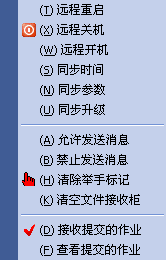 (T) 远程重启
(X) 远程关机
(W) 远程开机
(S) 同步时间
(N) 同步参数
(U) 同步升级
(A) 允许发送消息
(B) 禁止发送消息
(H) 清除举手标记
(K) 清空文件接收柜
(D) 接收提交的作业
(F) 查看提交的作业